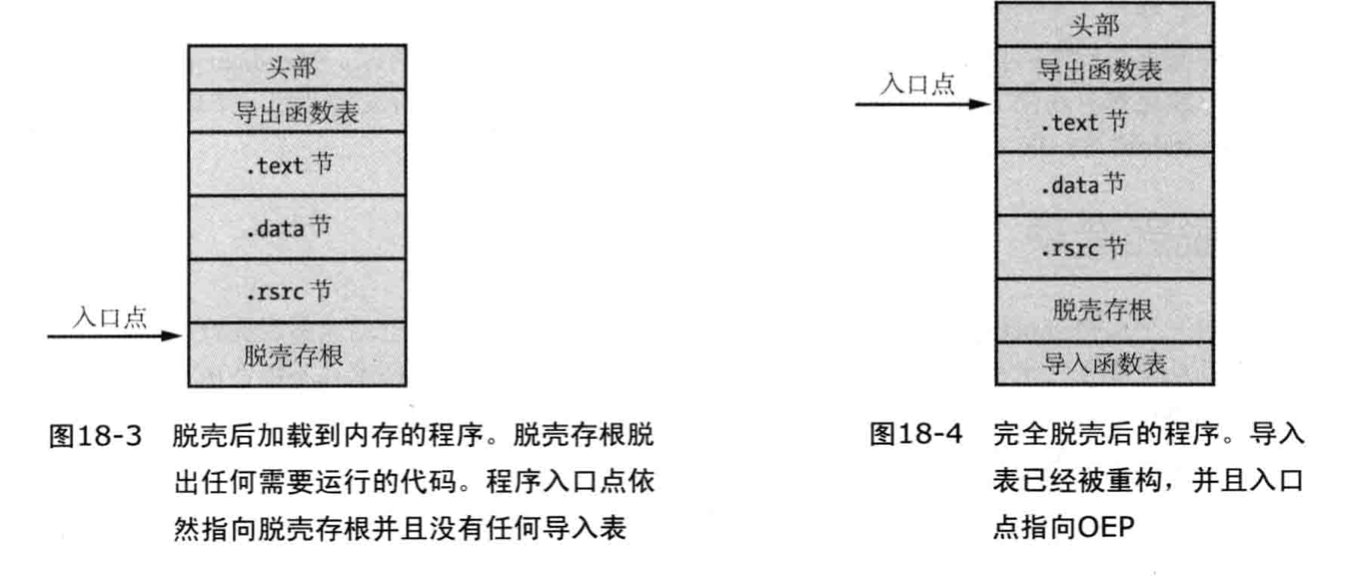 头部
导出函数表
.text 节
.data 节
.rsrc 节
入口点
脱壳存根
图18-3 脱壳后加载到内存的程序。脱壳存根脱
出任何需要运行的代码。程序入口点依
然指向脱壳存根并且没有任何导入表
头部
导出函数表
入口点
.text 节
.data 节
.rsrc 节
脱壳存根
导入函数表
图18-4 完全脱壳后的程序。导入
表已经被重构，并且入口
点指向OEP